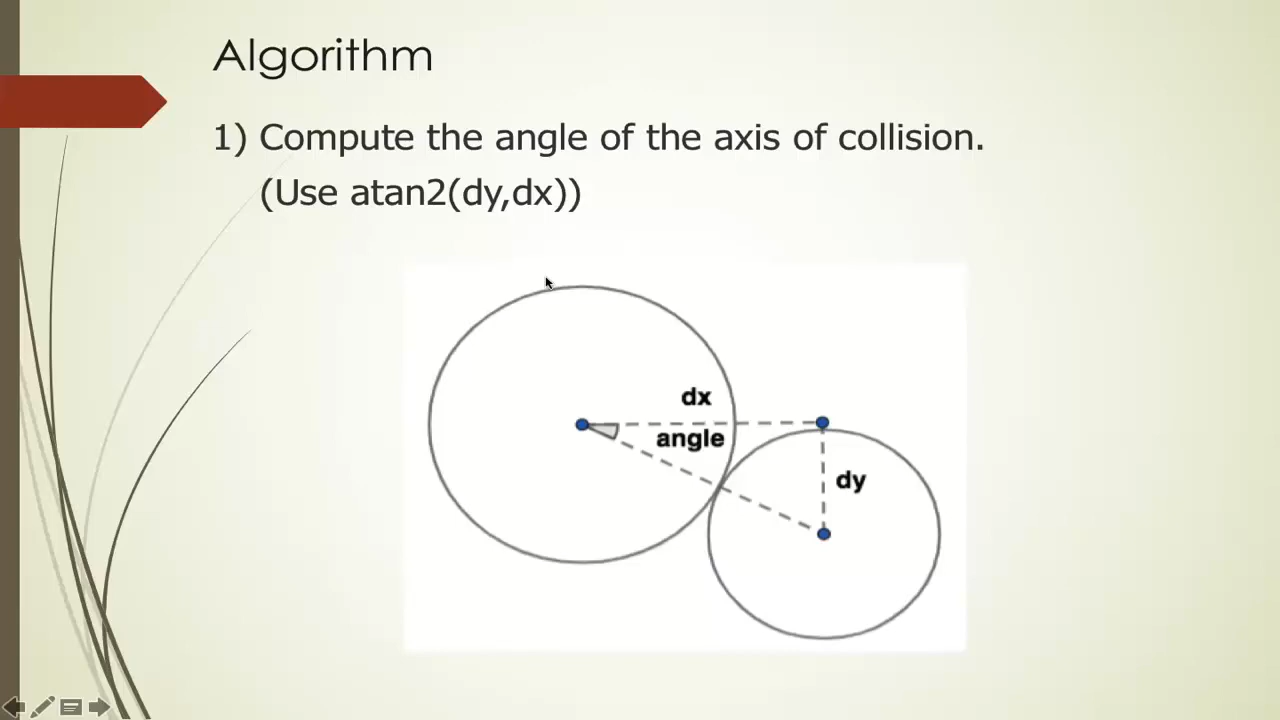 Algorithm
1) Compute the angle of the axis of collision.
(Use atan2(dy,dx))
dx
angle
dy